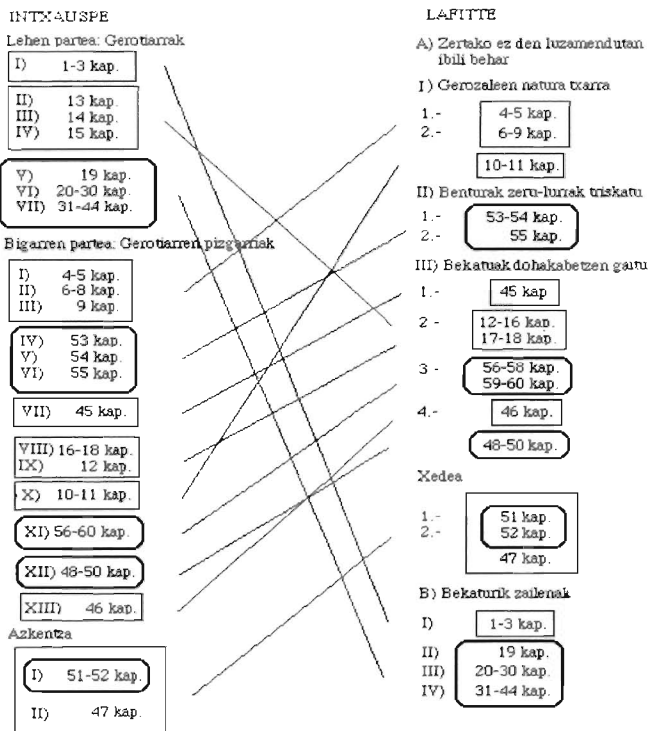 INTXAUSPE
Lehen partea: Gerotiarrak
I) 1-3 kap.
II) 13 kap.
III) 14 kap.
IV) 15 kap.
V) 19 kap.
VI) 20-30 kap.
VII) 31-44 kap.
Bigarren partea: Gerotiarren pizgarriak
I) 4-5 kap.
II) 6-8 kap.
III) 9 kap.
IV) 53 kap.
V) 54 kap.
VI) 55 kap.
VII) 45 kap.
VIII) 16-18 kap.
IX) 12 kap.
X) 10-11 kap.
XI) 56-60 kap.
XII) 48-50 kap.
XIII) 46 kap.
Azkentza
I) 51-52 kap.
II) 47 kap.
LAFITTE
A) Zertako ez den luzamendutan
ibili behar
I) Gerozaleen natura txarra
1.- 4-5 kap.
2.- 6-9 kap.
10-11 kap.
II) Benturak zeru-lurrak triskatu
1.- 53-54 kap.
2.- 55 kap.
III) Bekatuak dohakabetzen gaitu
1.- 45 kap
2 - 12-16 kap.
17-18 kap.
3 - 56-58 kap.
59-60 kap.
4.- 46 kap.
48-50 kap.
Xedea
1.- 51 kap.
2.- 52 kap.
47 kap.
B) Bekaturik zailenak
I) 1-3 kap.
II) 19 kap.
III) 20-30 kap.
IV) 31-44 kap.